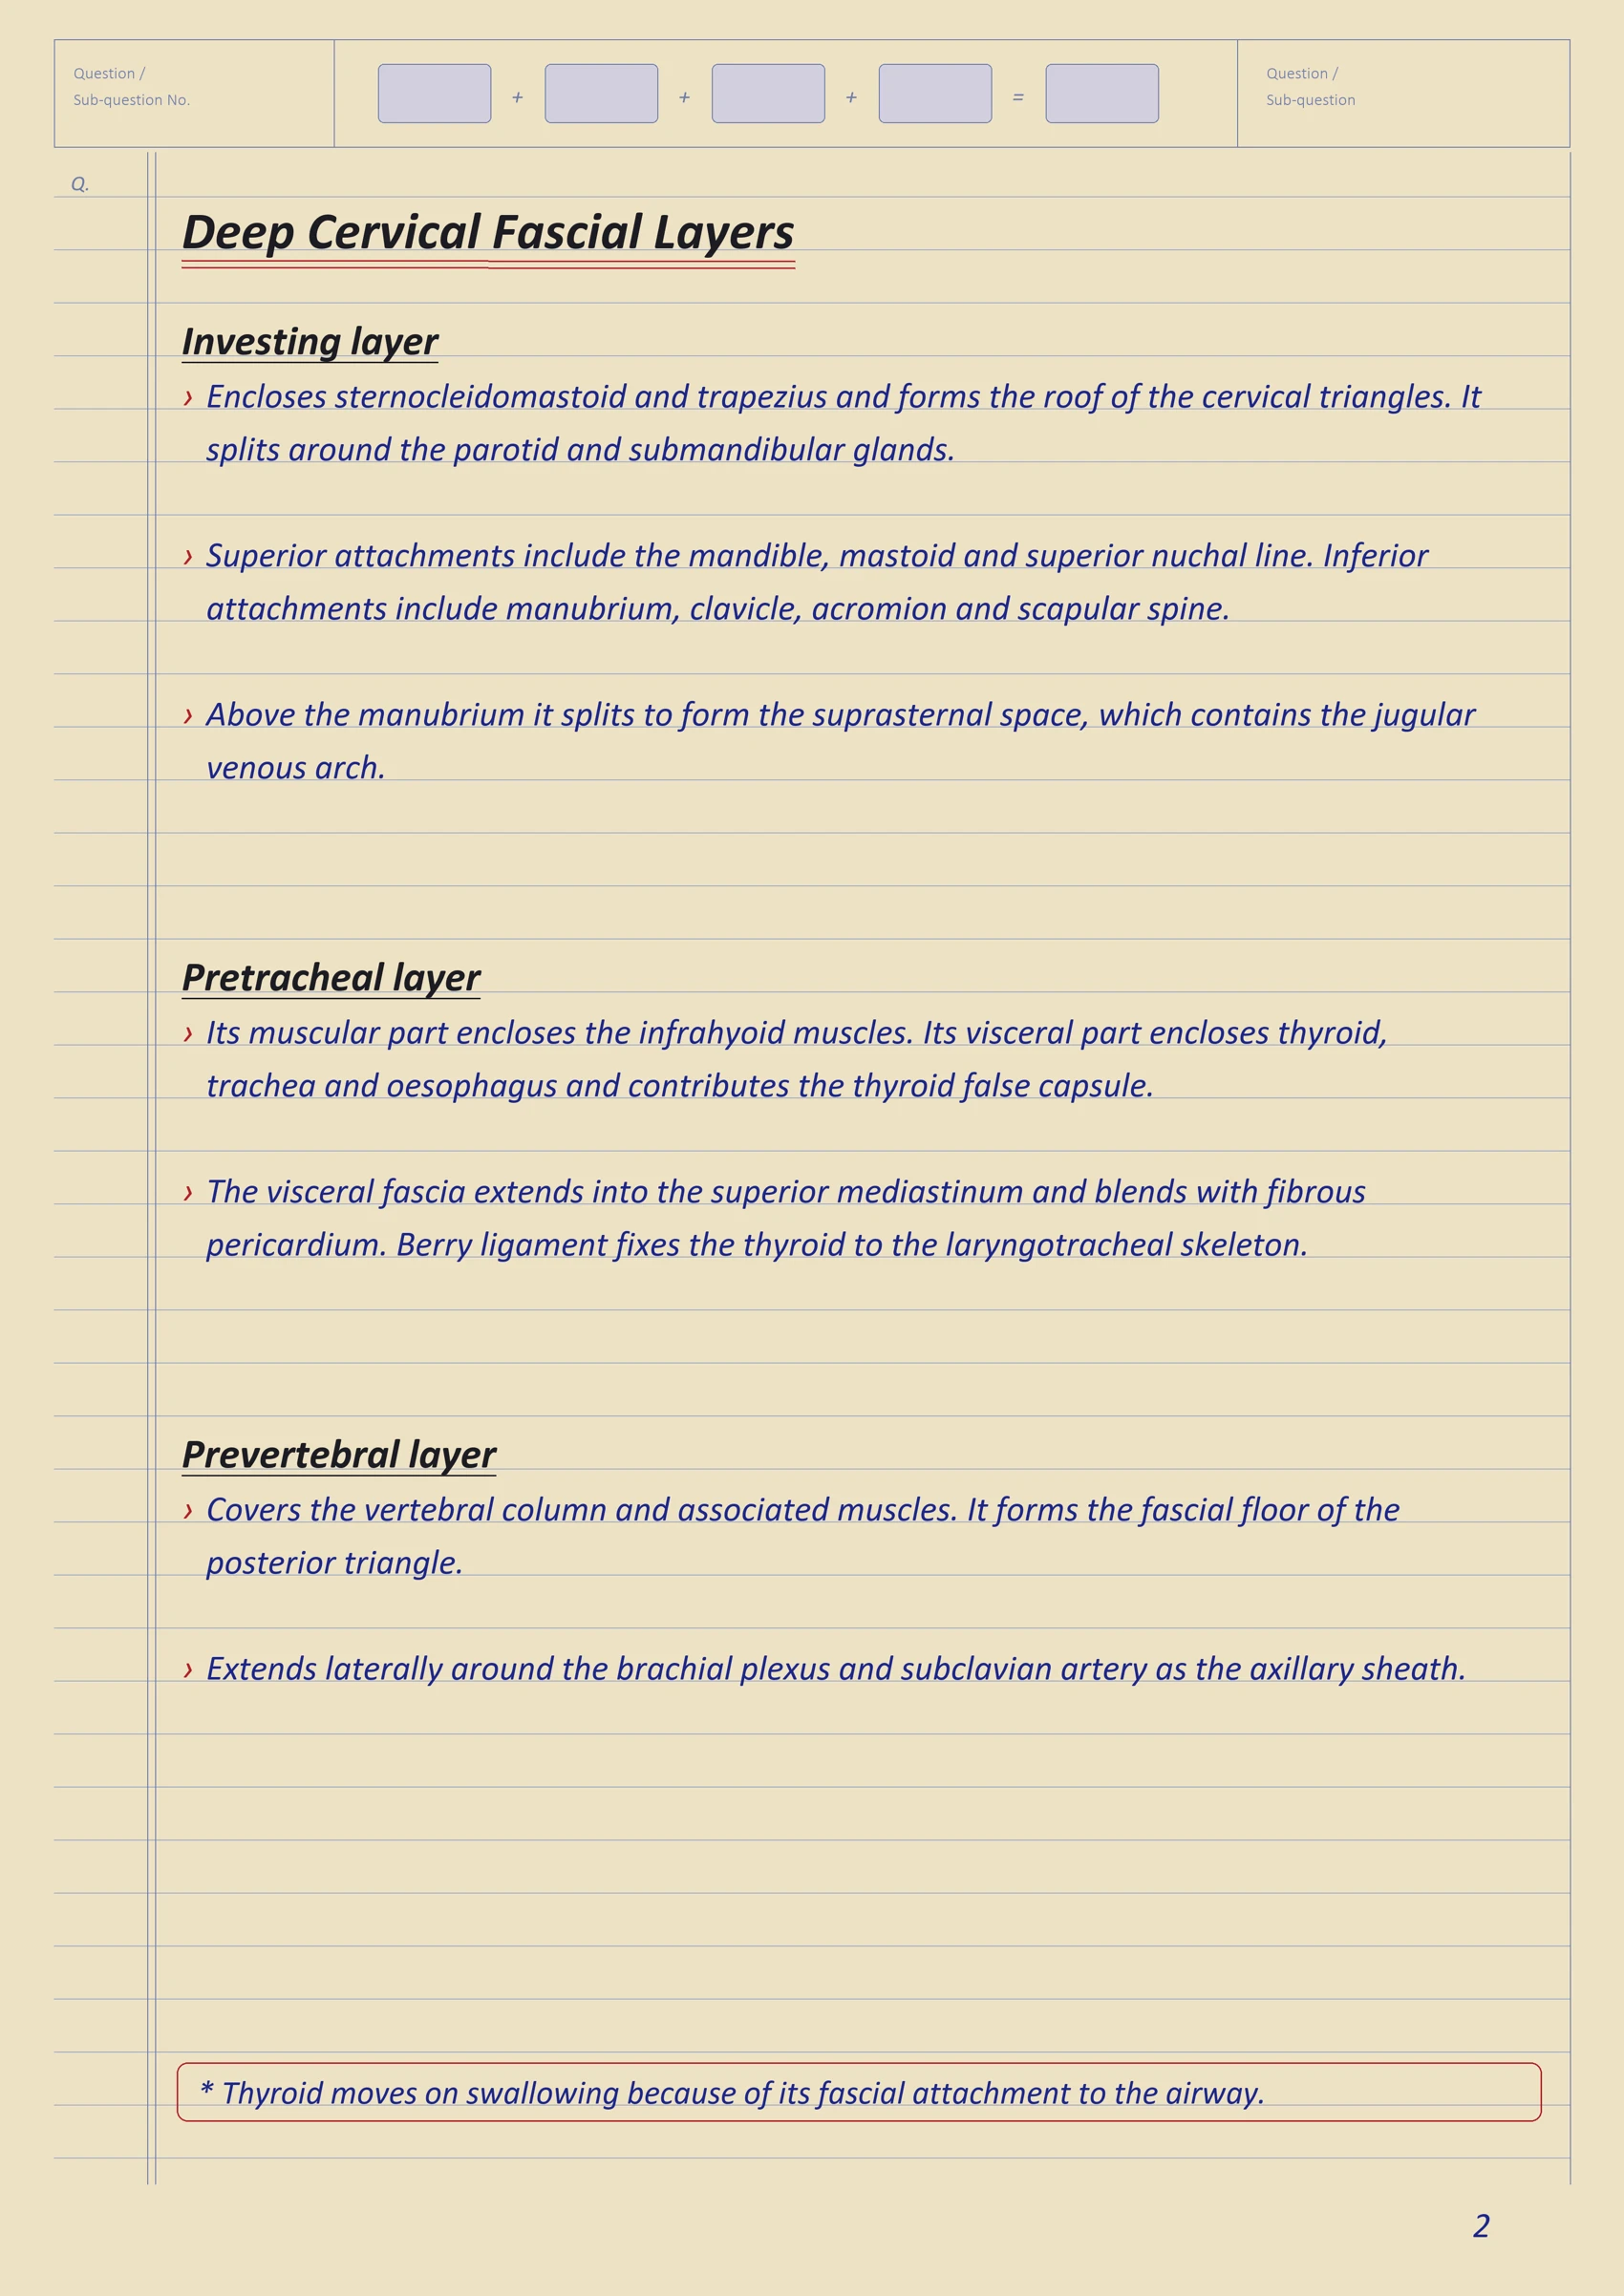 Question /
Sub-question No.
+ + + =
Question /
Sub-question
Q.
Deep Cervical Fascial Layers
Investing layer
› Encloses sternocleidomastoid and trapezius and forms the roof of the cervical triangles. It
splits around the parotid and submandibular glands.
› Superior attachments include the mandible, mastoid and superior nuchal line. Inferior
attachments include manubrium, clavicle, acromion and scapular spine.
› Above the manubrium it splits to form the suprasternal space, which contains the jugular
venous arch.
Pretracheal layer
› Its muscular part encloses the infrahyoid muscles. Its visceral part encloses thyroid,
trachea and oesophagus and contributes the thyroid false capsule.
› The visceral fascia extends into the superior mediastinum and blends with fibrous
pericardium. Berry ligament fixes the thyroid to the laryngotracheal skeleton.
Prevertebral layer
› Covers the vertebral column and associated muscles. It forms the fascial floor of the
posterior triangle.
› Extends laterally around the brachial plexus and subclavian artery as the axillary sheath.
* Thyroid moves on swallowing because of its fascial attachment to the airway.
2